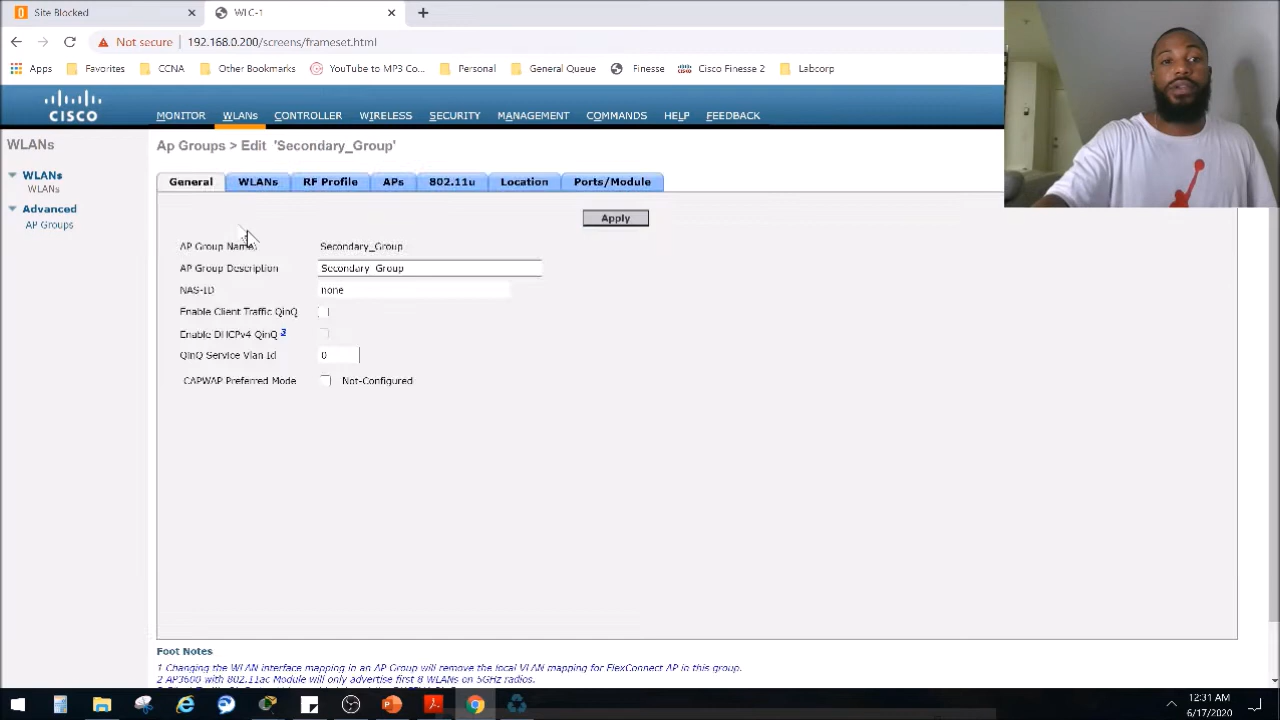 Site Blocked
WLC-1
Not secure
192.168.0.200/screens/frameset.html
Apps
Favorites
CCNA
Other Bookmarks
YouTube to MP3 Co...
Personal
General Queue
Finesse
Cisco Finesse 2
Labcorp
CISCO
MONITOR
WLANs
CONTROLLER
WIRELESS
SECURITY
MANAGEMENT
COMMANDS
HELP
FEEDBACK
WLANs
WLANs
WLANs
Advanced
AP Groups
Ap Groups > Edit 'Secondary_Group'
General
WLANs
RF Profile
APs
802.11u
Location
Ports/Module
Apply
AP Group Name
Secondary_Group
AP Group Description
Secondary_Group
NAS-ID
none
Enable Client Traffic QinQ
Enable DHCPv4 QinQ 3
QinQ Service Vlan Id
0
CAPWAP Preferred Mode
Not-Configured
Foot Notes
1 Changing the WLAN interface mapping in an AP Group will remove the local VLAN mapping for FlexConnect AP in this group.
2 AP3600 with 802.11ac Module will only advertise first 8 WLANs on 5GHz radios.
12:31 AM
6/17/2020